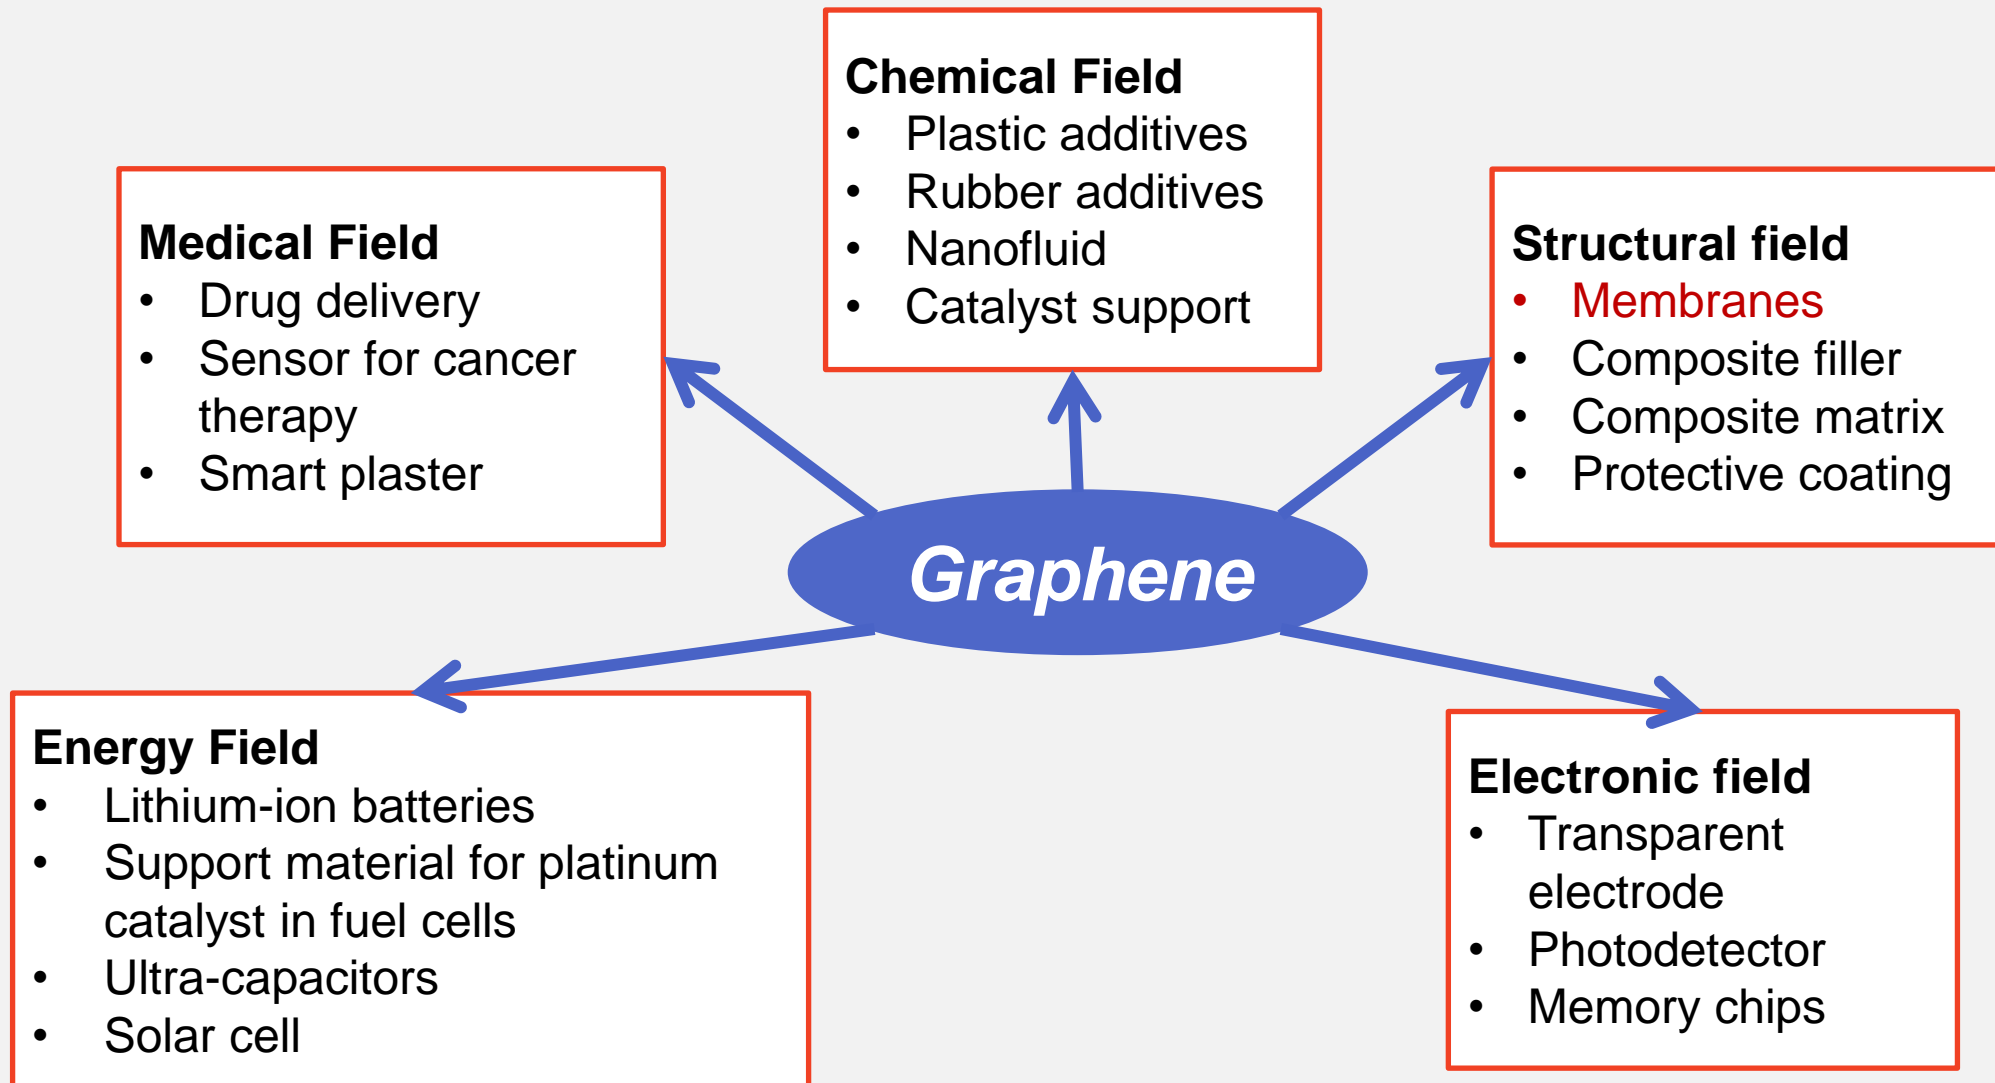 Chemical Field
• Plastic additives
• Rubber additives
• Nanofluid
• Catalyst support
Medical Field
• Drug delivery
• Sensor for cancer
therapy
• Smart plaster
Structural field
• Membranes
• Composite filler
• Composite matrix
• Protective coating
Graphene
Energy Field
• Lithium-ion batteries
• Support material for platinum
catalyst in fuel cells
• Ultra-capacitors
• Solar cell
Electronic field
• Transparent
electrode
• Photodetector
• Memory chips